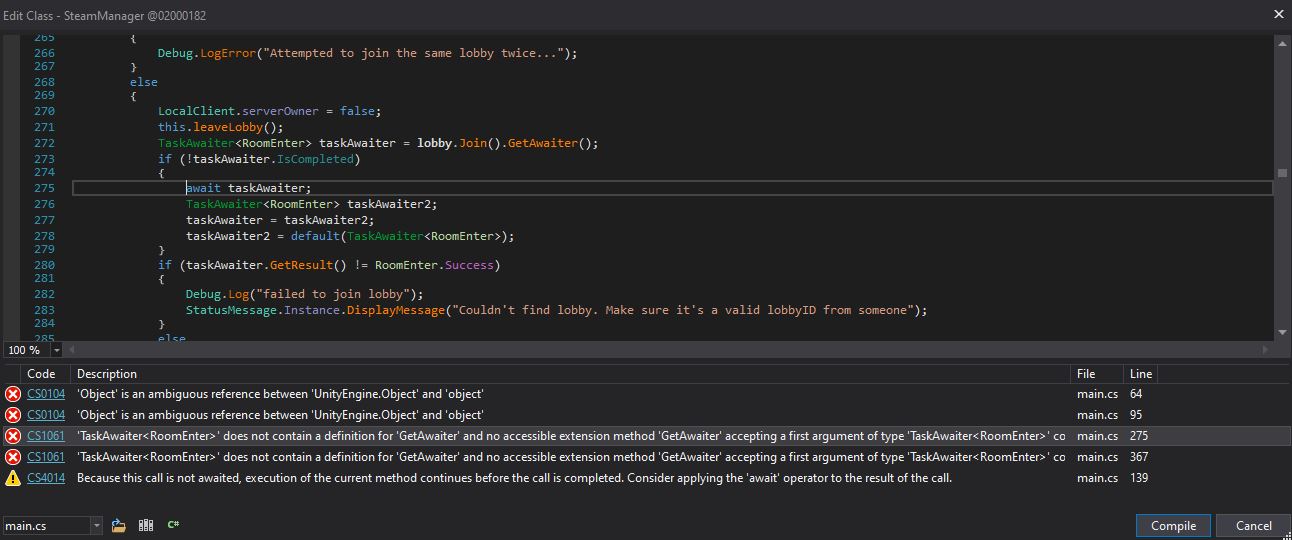 Edit Class - SteamManager @02000182
265 {
266 Debug.LogError("Attempted to join the same lobby twice...");
267 }
268 else
269 {
270 LocalClient.serverOwner = false;
271 this.leaveLobby();
272 TaskAwaiter<RoomEnter> taskAwaiter = lobby.Join().GetAwaiter();
273 if (!taskAwaiter.IsCompleted)
274 {
275 await taskAwaiter;
276 TaskAwaiter<RoomEnter> taskAwaiter2;
277 taskAwaiter = taskAwaiter2;
278 taskAwaiter2 = default(TaskAwaiter<RoomEnter>);
279 }
280 if (taskAwaiter.GetResult() != RoomEnter.Success)
281 {
282 Debug.Log("failed to join lobby");
283 StatusMessage.Instance.DisplayMessage("Couldn't find lobby. Make sure it's a valid lobbyID from someone");
284 }
285 else
100 %
Code Description File Line
CS0104 'Object' is an ambiguous reference between 'UnityEngine.Object' and 'object' main.cs 64
CS0104 'Object' is an ambiguous reference between 'UnityEngine.Object' and 'object' main.cs 95
CS1061 'TaskAwaiter<RoomEnter>' does not contain a definition for 'GetAwaiter' and no accessible extension method 'GetAwaiter' accepting a first argument of type 'TaskAwaiter<RoomEnter>' co main.cs 275
CS1061 'TaskAwaiter<RoomEnter>' does not contain a definition for 'GetAwaiter' and no accessible extension method 'GetAwaiter' accepting a first argument of type 'TaskAwaiter<RoomEnter>' co main.cs 367
CS4014 Because this call is not awaited, execution of the current method continues before the call is completed. Consider applying the 'await' operator to the result of the call. main.cs 139
main.cs C# Compile Cancel